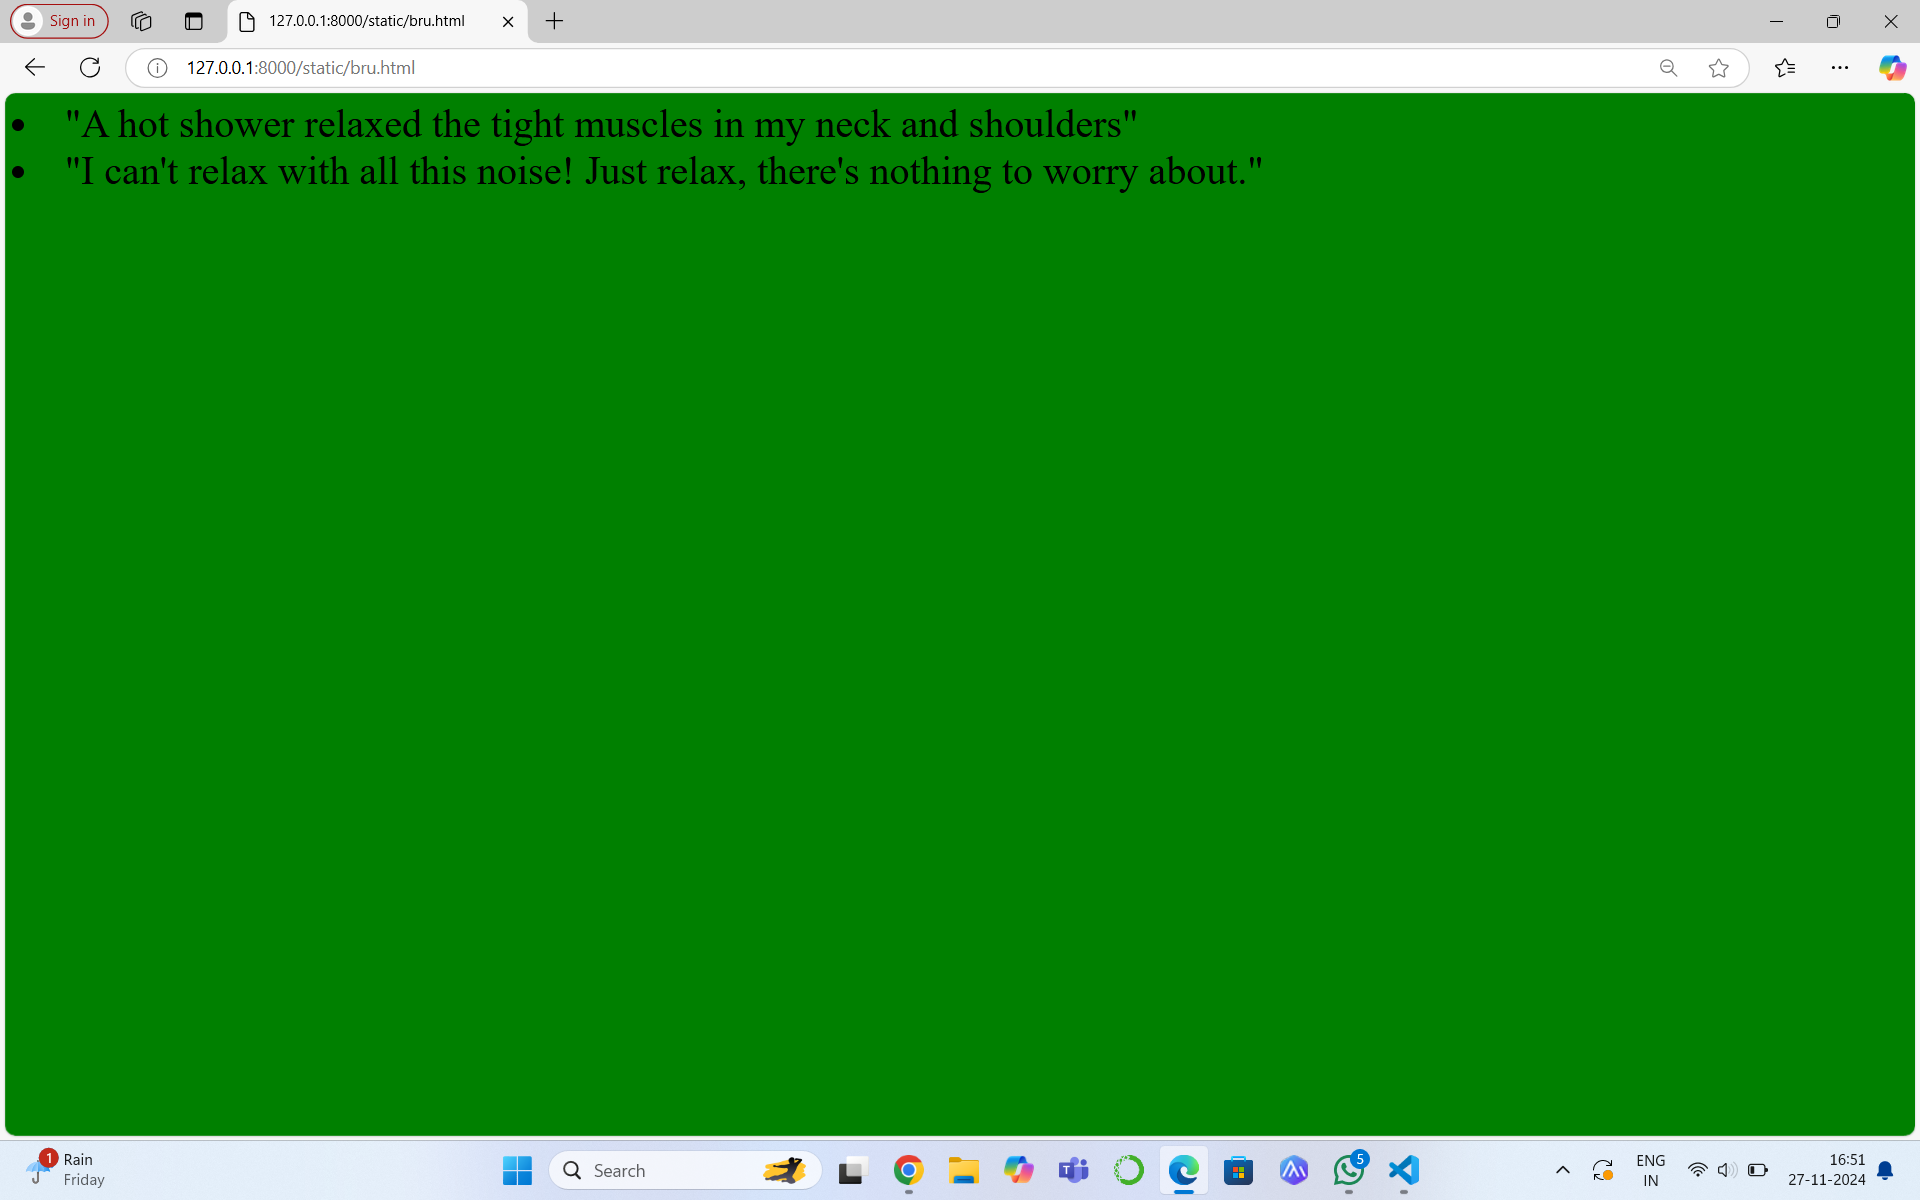 Sign in
127.0.0.1:8000/static/bru.html
127.0.0.1:8000/static/bru.html
"A hot shower relaxed the tight muscles in my neck and shoulders"
"I can't relax with all this noise! Just relax, there's nothing to worry about."
1
Rain
Friday
Search
T
5
ENG
IN
16:51
27-11-2024